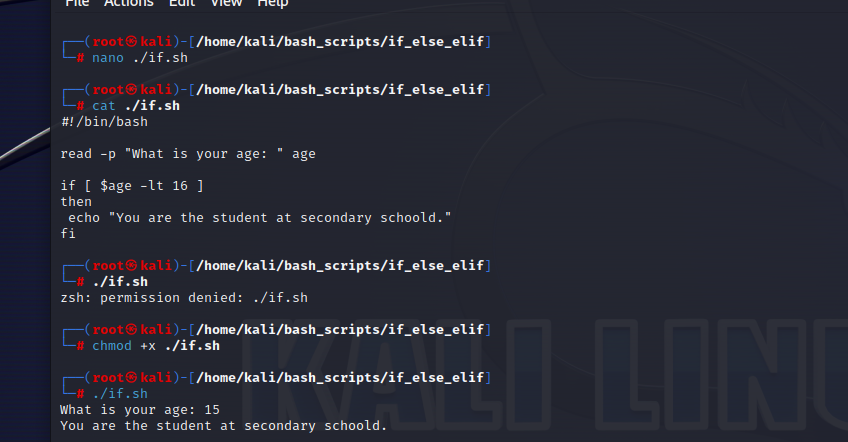 File Actions Edit View Help
┌──(root㉿kali)-[/home/kali/bash_scripts/if_else_elif]
└─# nano ./if.sh
┌──(root㉿kali)-[/home/kali/bash_scripts/if_else_elif]
└─# cat ./if.sh
#!/bin/bash
read -p "What is your age: " age
if [ $age -lt 16 ]
then
 echo "You are the student at secondary schoold."
fi
┌──(root㉿kali)-[/home/kali/bash_scripts/if_else_elif]
└─# ./if.sh
zsh: permission denied: ./if.sh
┌──(root㉿kali)-[/home/kali/bash_scripts/if_else_elif]
└─# chmod +x ./if.sh
┌──(root㉿kali)-[/home/kali/bash_scripts/if_else_elif]
└─# ./if.sh
What is your age: 15
You are the student at secondary schoold.
KALI LINU